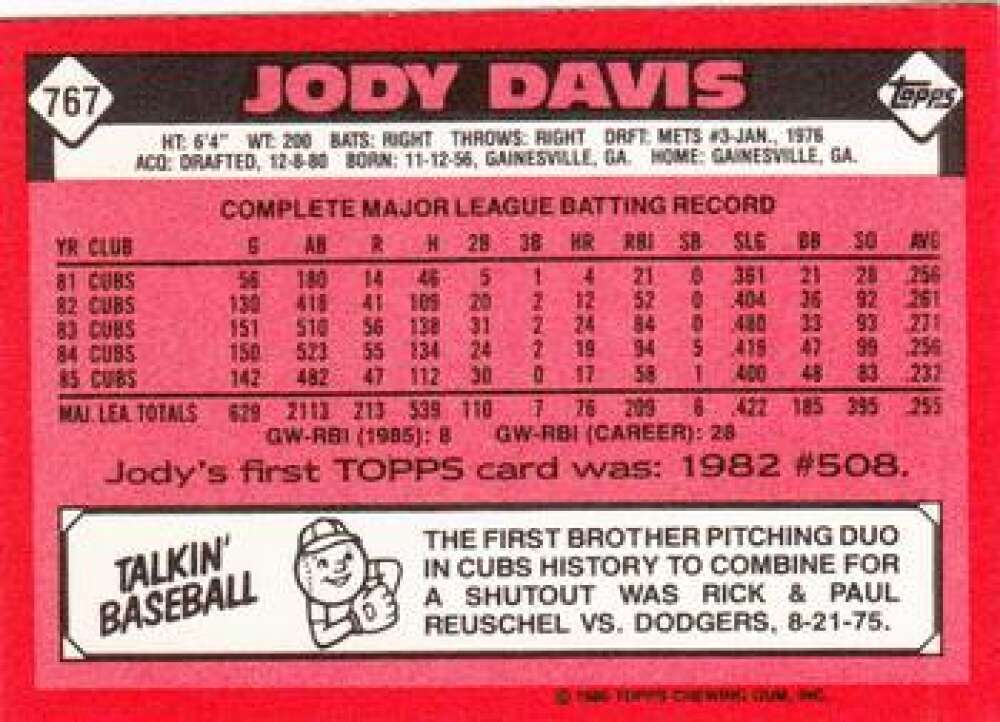 767
JODY DAVIS
TOPPS
HT: 6'4" WT: 200 BATS: RIGHT THROWS: RIGHT DRFT: METS #3-JAN., 1976
ACQ: DRAFTED, 12-8-80 BORN: 11-12-56, GAINESVILLE, GA. HOME: GAINESVILLE, GA.
COMPLETE MAJOR LEAGUE BATTING RECORD
YR CLUB G AB R H 2B 3B HR RBI SB SLG BB SO AVG
81 CUBS 56 180 14 46 5 1 4 21 0 .361 21 28 .256
82 CUBS 130 418 41 109 20 2 12 52 0 .404 36 92 .261
83 CUBS 151 510 56 138 31 2 24 84 0 .480 33 93 .271
84 CUBS 150 523 55 134 24 2 19 94 5 .419 47 99 .256
85 CUBS 142 482 47 112 30 0 17 58 1 .400 48 83 .232
MAJ. LEA. TOTALS 629 2113 213 539 110 7 76 309 6 .422 185 395 .255
GW-RBI (1985): 8 GW-RBI (CAREER): 28
Jody's first TOPPS card was: 1982 #508.
TALKIN'
BASEBALL
D
THE FIRST BROTHER PITCHING DUO
IN CUBS HISTORY TO COMBINE FOR
A SHUTOUT WAS RICK & PAUL
REUSCHEL VS. DODGERS, 8-21-75.
© 1986 TOPPS CHEWING GUM, INC.